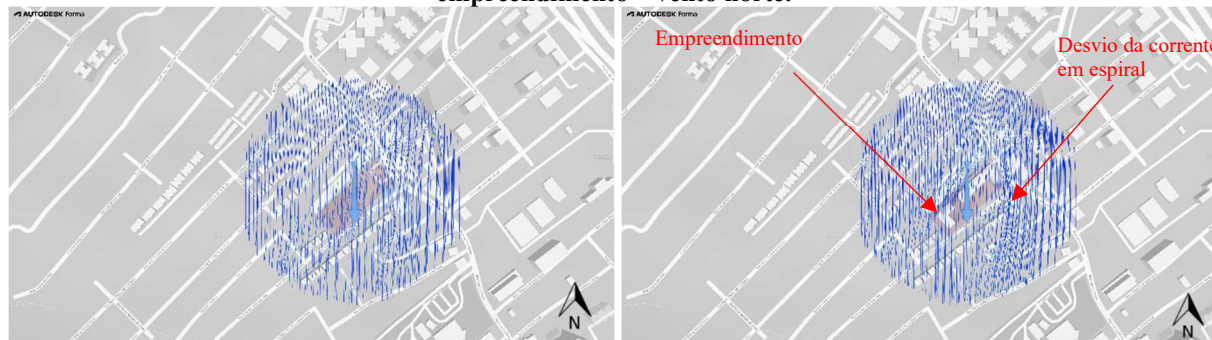 empreendimento – vento norte.
AUTODESK Forma
AUTODESK Forma
Empreendimento
Desvio da corrente
em espiral
N
N